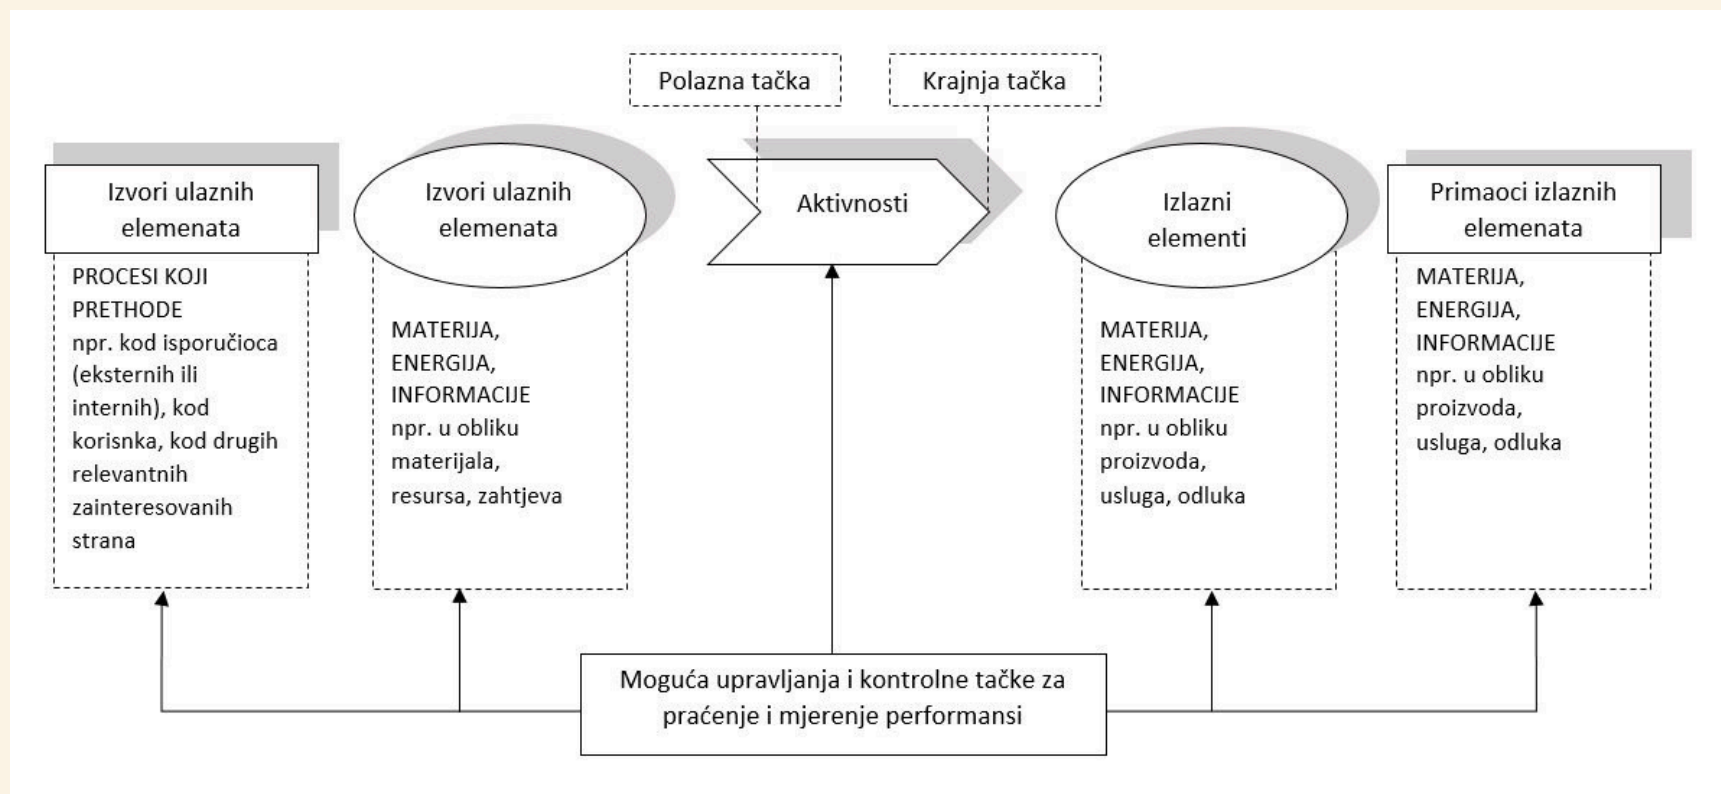 Polazna tačka
Krajnja tačka
Izvori ulaznih
elemenata
PROCESI KOJI
PRETHODE
npr. kod isporučioca
(eksternih ili
internih), kod
korisnka, kod drugih
relevantnih
zainteresovanih
strana
Izvori ulaznih
elemenata
MATERIJA,
ENERGIJA,
INFORMACIJE
npr. u obliku
materijala,
resursa, zahtjeva
Aktivnosti
Izlazni
elementi
MATERIJA,
ENERGIJA,
INFORMACIJE
npr. u obliku
proizvoda,
usluga, odluka
Primaoci izlaznih
elemenata
MATERIJA,
ENERGIJA,
INFORMACIJE
npr. u obliku
proizvoda,
usluga, odluka
Moguća upravljanja i kontrolne tačke za
praćenje i mjerenje performansi